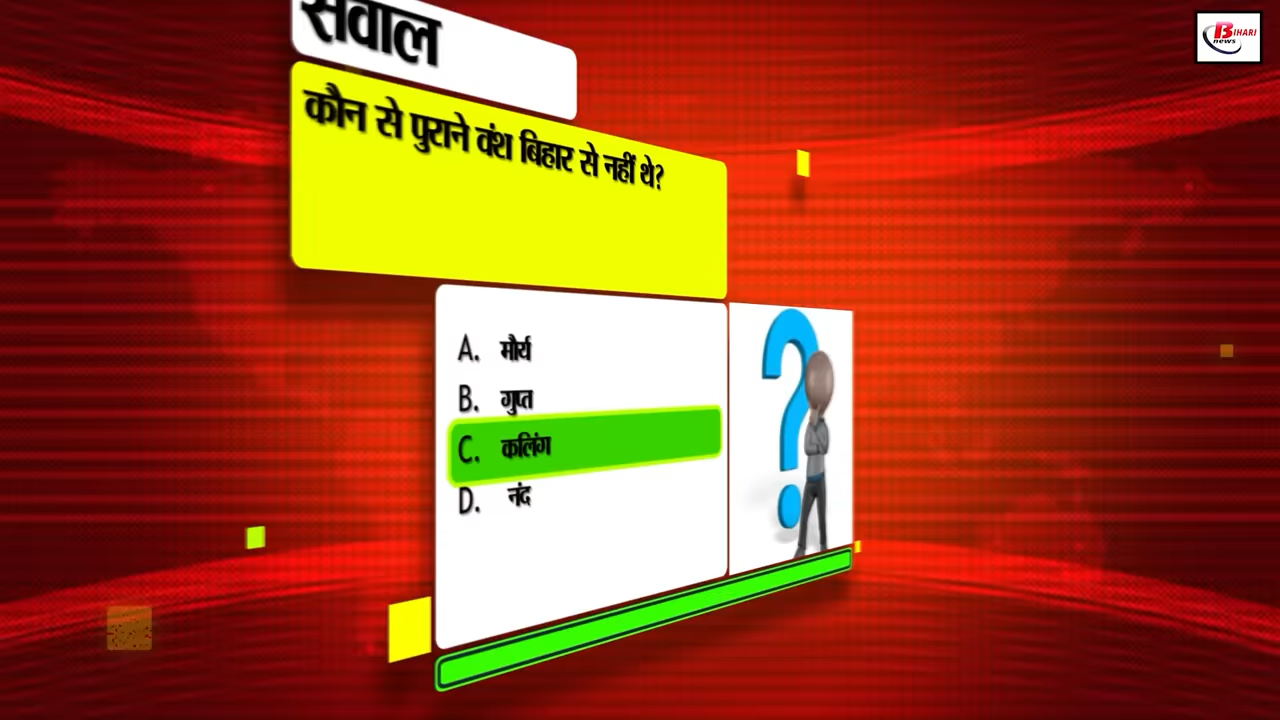 सवाल
कौन से पुराने वंश बिहार से नहीं थे?
A. मौर्य
B. गुप्त
C. कलिंग
D. नंद
BIHARI
news